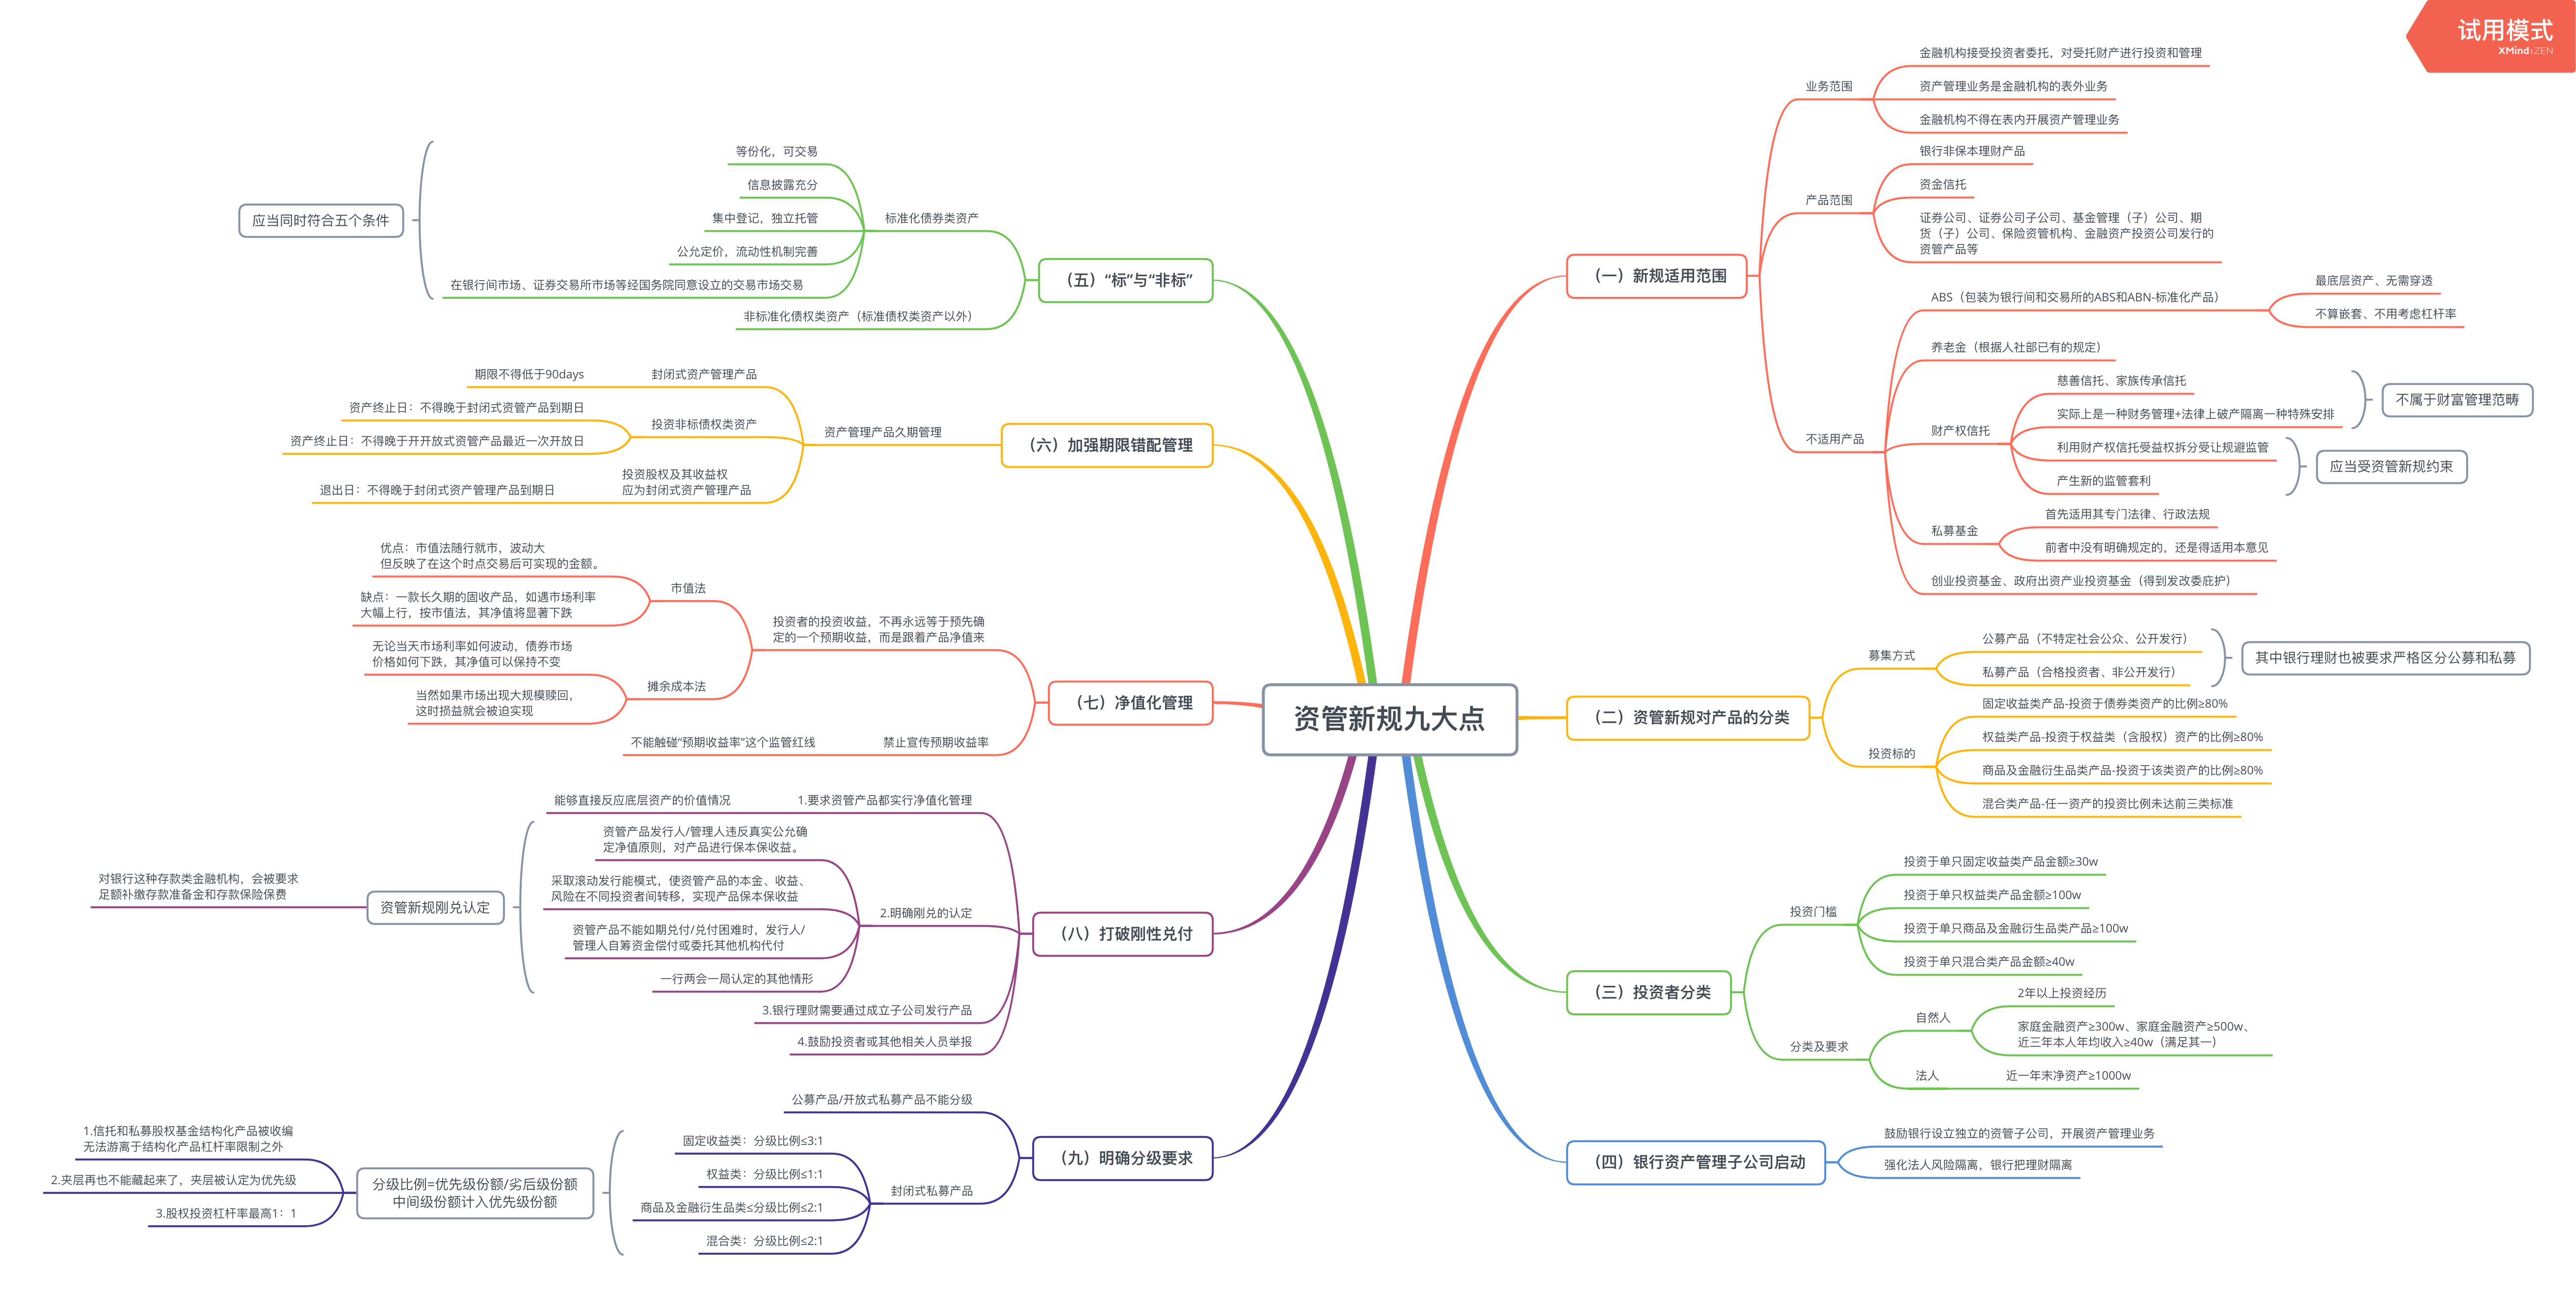 试用模式
XMind:ZEN
资管新规九大点
（一）新规适用范围
业务范围
金融机构接受投资者委托，对受托财产进行投资和管理
资产管理业务是金融机构的表外业务
金融机构不得在表内开展资产管理业务
产品范围
银行非保本理财产品
资金信托
证券公司、证券公司子公司、基金管理（子）公司、期
货（子）公司、保险资管机构、金融资产投资公司发行的
资管产品等
不适用产品
ABS（包装为银行间和交易所的ABS和ABN-标准化产品）
最底层资产、无需穿透
不算嵌套、不用考虑杠杆率
养老金（根据人社部已有的规定）
财产权信托
慈善信托、家族传承信托
实际上是一种财务管理+法律上破产隔离一种特殊安排
不属于财富管理范畴
利用财产权信托受益权拆分受让规避监管
产生新的监管套利
应当受资管新规约束
私募基金
首先适用其专门法律、行政法规
前者中没有明确规定的，还是得适用本意见
创业投资基金、政府出资产业投资基金（得到发改委庇护）
（二）资管新规对产品的分类
募集方式
公募产品（不特定社会公众、公开发行）
私募产品（合格投资者、非公开发行）
其中银行理财也被要求严格区分公募和私募
投资标的
固定收益类产品-投资于债券类资产的比例≥80%
权益类产品-投资于权益类（含股权）资产的比例≥80%
商品及金融衍生品类产品-投资于该类资产的比例≥80%
混合类产品-任一资产的投资比例未达前三类标准
（三）投资者分类
投资门槛
投资于单只固定收益类产品金额≥30w
投资于单只权益类产品金额≥100w
投资于单只商品及金融衍生品类产品≥100w
投资于单只混合类产品金额≥40w
分类及要求
自然人
2年以上投资经历
家庭金融资产≥300w、家庭金融资产≥500w、
近三年本人年均收入≥40w（满足其一）
法人
近一年末净资产≥1000w
（四）银行资产管理子公司启动
鼓励银行设立独立的资管子公司，开展资产管理业务
强化法人风险隔离，银行把理财隔离
（五）“标”与“非标”
标准化债券类资产
等份化，可交易
信息披露充分
集中登记，独立托管
公允定价，流动性机制完善
在银行间市场、证券交易所市场等经国务院同意设立的交易市场交易
应当同时符合五个条件
非标准化债权类资产（标准债权类资产以外）
（六）加强期限错配管理
资产管理产品久期管理
封闭式资产管理产品
期限不得低于90days
投资非标债权类资产
资产终止日：不得晚于封闭式资管产品到期日
资产终止日：不得晚于开开放式资管产品最近一次开放日
投资股权及其收益权
应为封闭式资产管理产品
退出日：不得晚于封闭式资产管理产品到期日
（七）净值化管理
投资者的投资收益，不再永远等于预先确
定的一个预期收益，而是跟着产品净值来
市值法
优点：市值法随行就市，波动大
但反映了在这个时点交易后可实现的金额。
缺点：一款长久期的固收产品，如遇市场利率
大幅上行，按市值法，其净值将显著下跌
摊余成本法
无论当天市场利率如何波动，债券市场
价格如何下跌，其净值可以保持不变
当然如果市场出现大规模赎回，
这时损益就会被迫实现
禁止宣传预期收益率
不能触碰“预期收益率”这个监管红线
（八）打破刚性兑付
1.要求资管产品都实行净值化管理
能够直接反应底层资产的价值情况
2.明确刚兑的认定
资管产品发行人/管理人违反真实公允确
定净值原则，对产品进行保本保收益。
采取滚动发行能模式，使资管产品的本金、收益、
风险在不同投资者间转移，实现产品保本保收益
资管产品不能如期兑付/兑付困难时，发行人/
管理人自筹资金偿付或委托其他机构代付
一行两会一局认定的其他情形
资管新规刚兑认定
对银行这种存款类金融机构，会被要求
足额补缴存款准备金和存款保险保费
3.银行理财需要通过成立子公司发行产品
4.鼓励投资者或其他相关人员举报
（九）明确分级要求
公募产品/开放式私募产品不能分级
封闭式私募产品
固定收益类：分级比例≤3:1
权益类：分级比例≤1:1
商品及金融衍生品类≤分级比例≤2:1
混合类：分级比例≤2:1
分级比例=优先级份额/劣后级份额
中间级份额计入优先级份额
1.信托和私募股权基金结构化产品被收编
无法游离于结构化产品杠杆率限制之外
2.夹层再也不能藏起来了，夹层被认定为优先级
3.股权投资杠杆率最高1：1